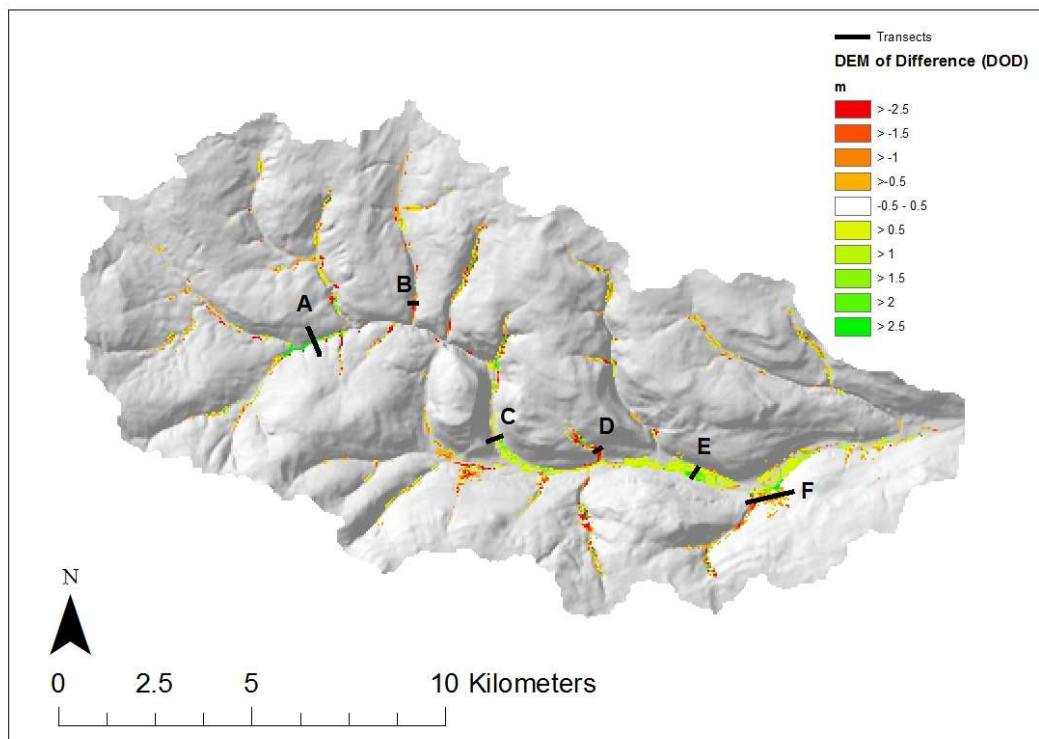 Transects
DEM of Difference (DOD)
m
> -2.5
> -1.5
> -1
>-0.5
-0.5 - 0.5
> 0.5
> 1
> 1.5
> 2
> 2.5
A
B
C
D
E
F
N
0 2.5 5 10 Kilometers